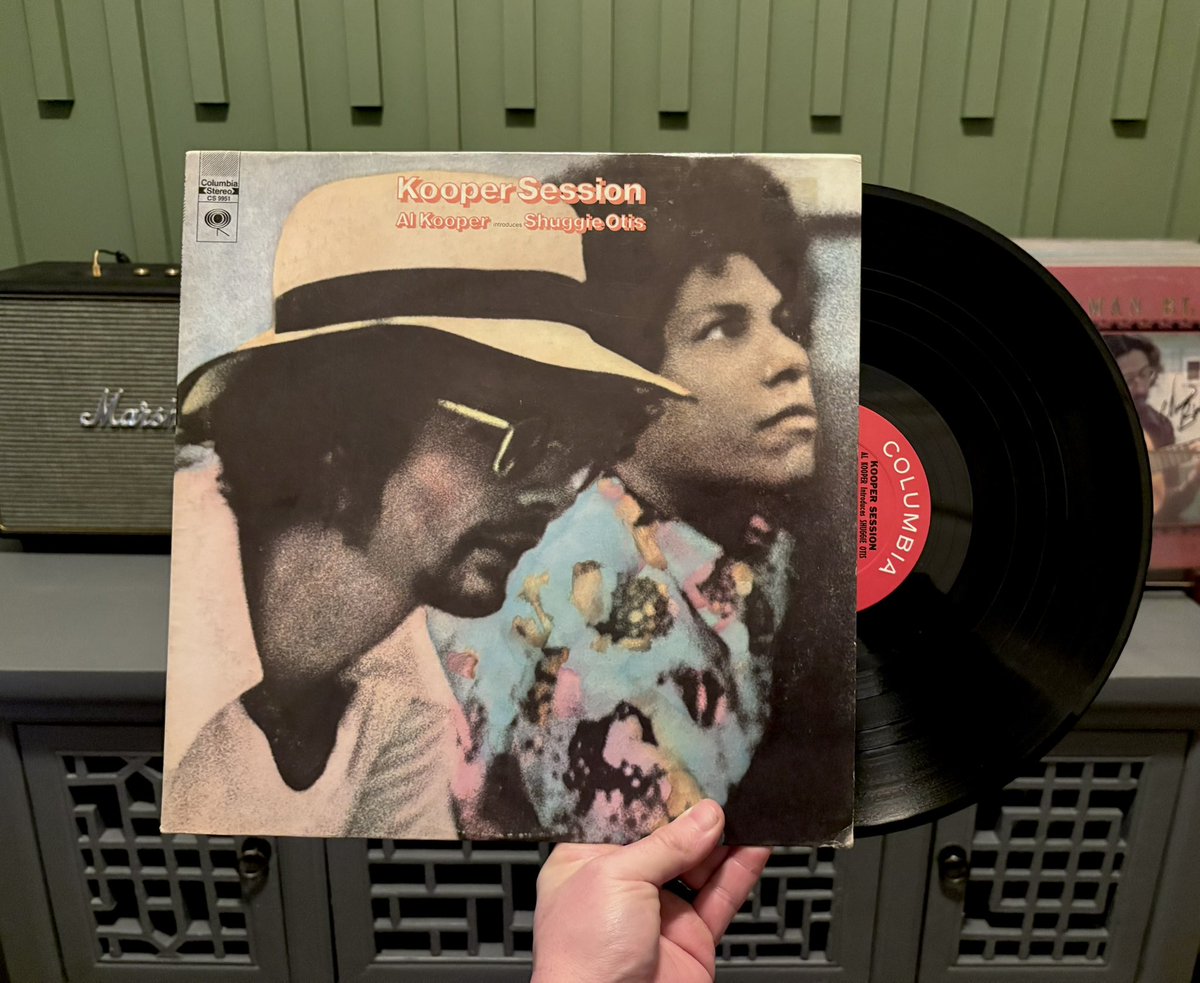 Columbia
Stereo
CS 9951
Kooper Session
Al Kooper introduces Shuggie Otis
COLUMBIA
KOOPER SESSION
AL KOOPER Introduces SHUGGIE OTIS